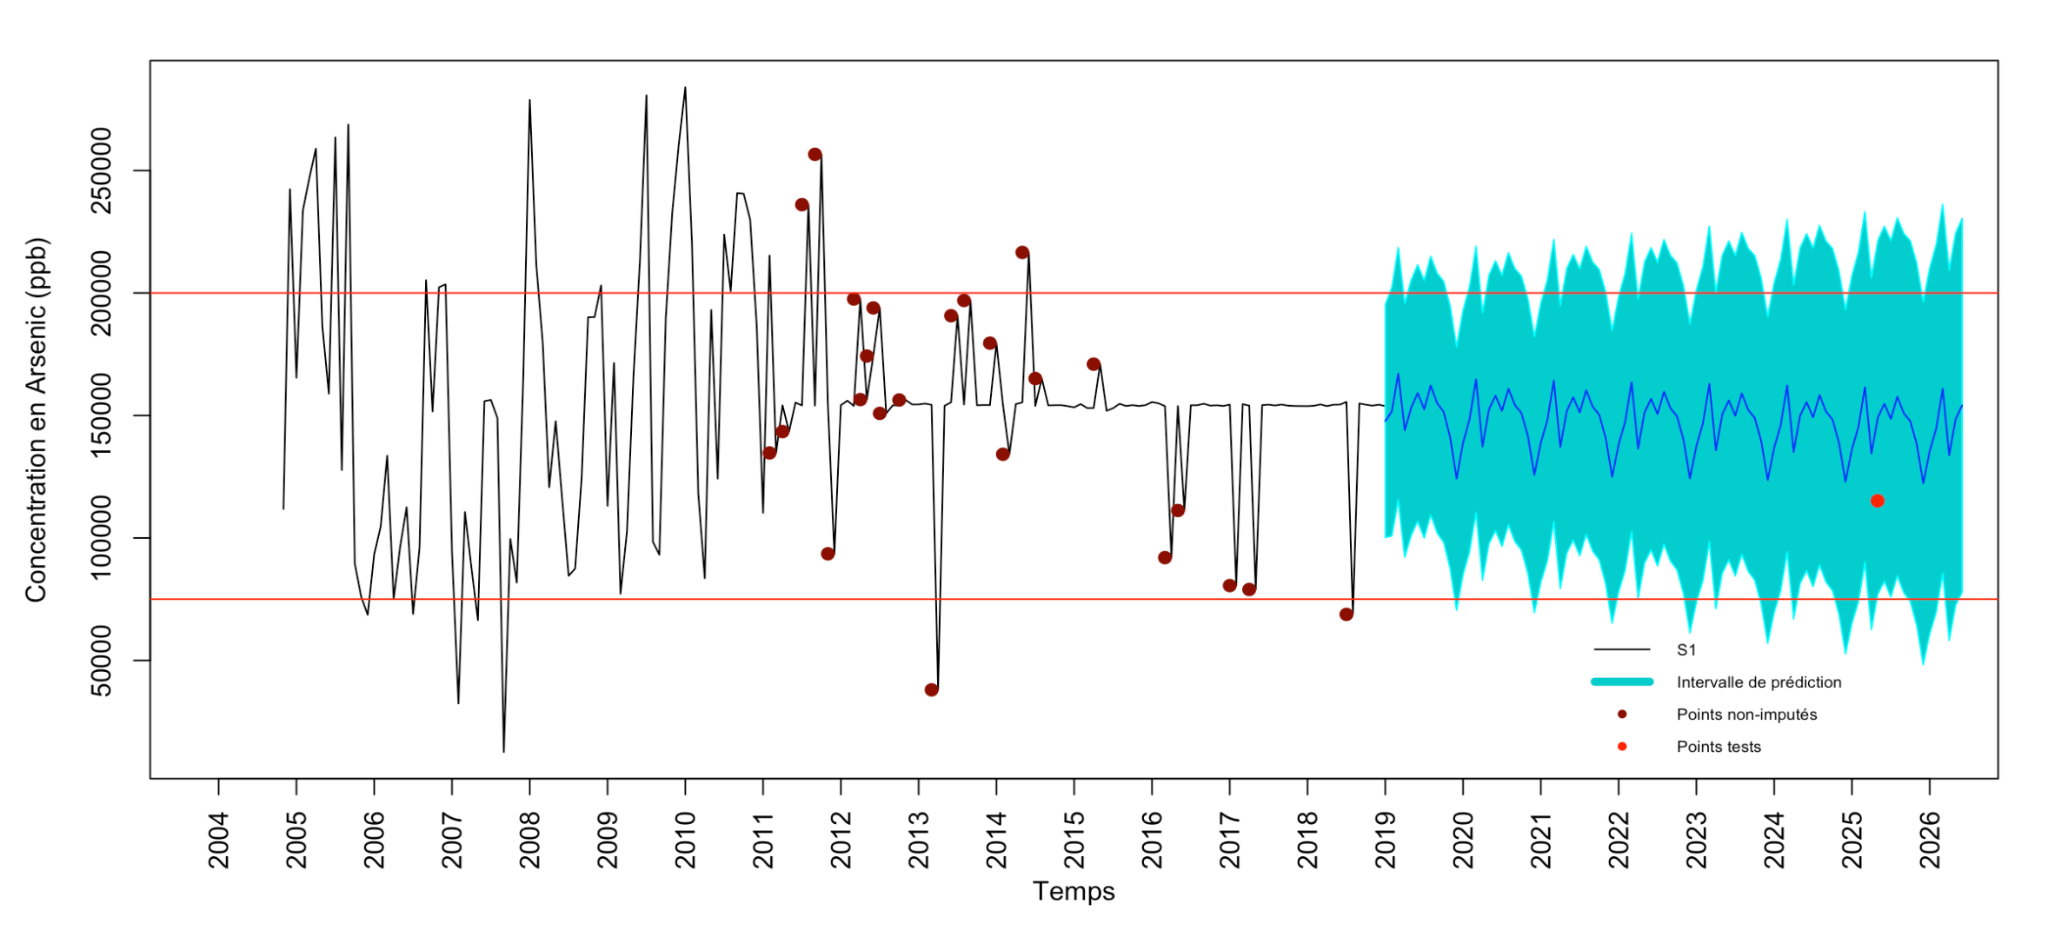 Concentration en Arsenic (ppb)
250000
200000
150000
100000
50000
S1
Intervalle de prédiction
Points non-imputés
Points tests
2004 2005 2006 2007 2008 2009 2010 2011 2012 2013 2014 2015 2016 2017 2018 2019 2020 2021 2022 2023 2024 2025 2026
Temps